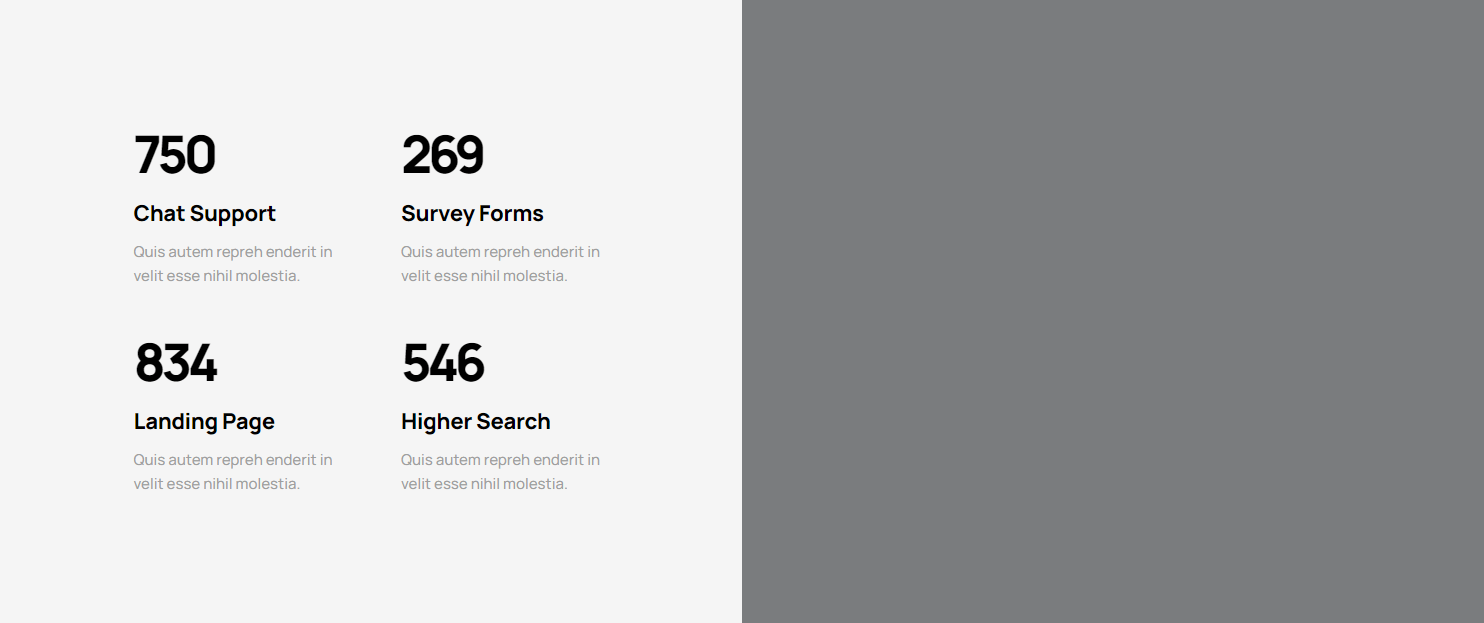 750
Chat Support
Quis autem repreh enderit in
velit esse nihil molestia.
269
Survey Forms
Quis autem repreh enderit in
velit esse nihil molestia.
834
Landing Page
Quis autem repreh enderit in
velit esse nihil molestia.
546
Higher Search
Quis autem repreh enderit in
velit esse nihil molestia.